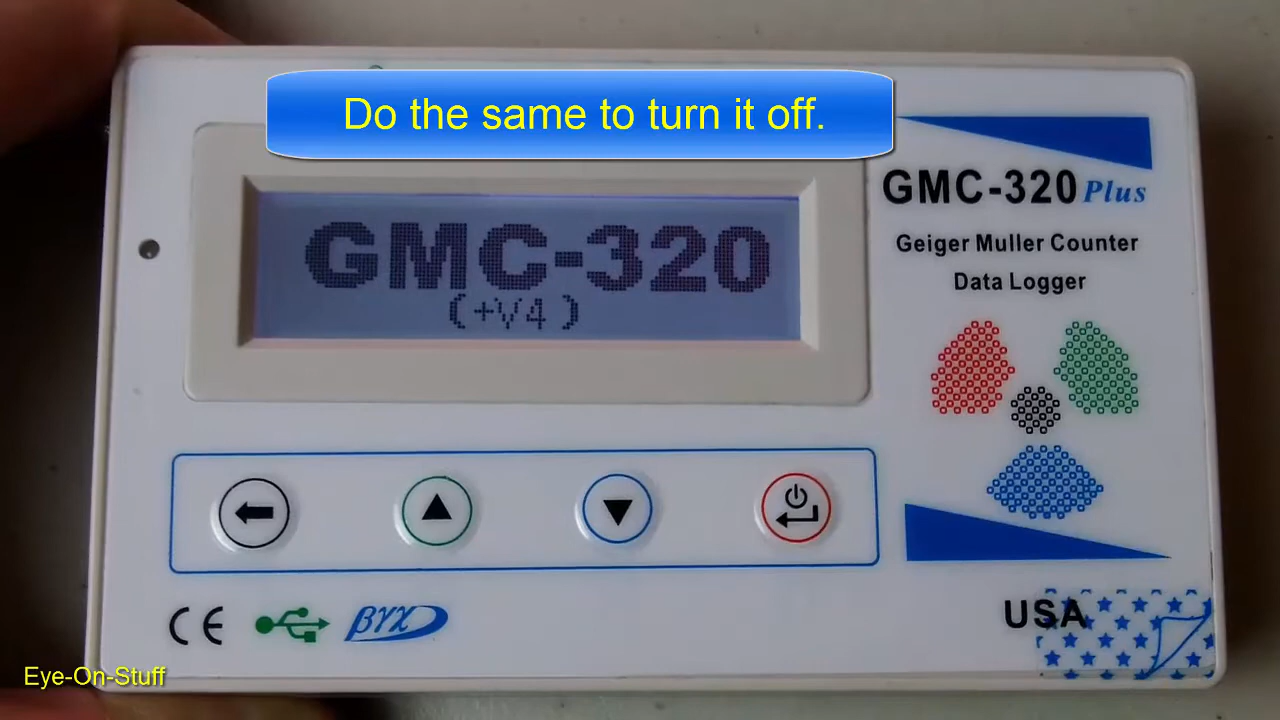 Do the same to turn it off.
GMC-320 Plus
Geiger Muller Counter
Data Logger
GMC-320
(+V4)
CE
βγχ
USA
Eye-On-Stuff